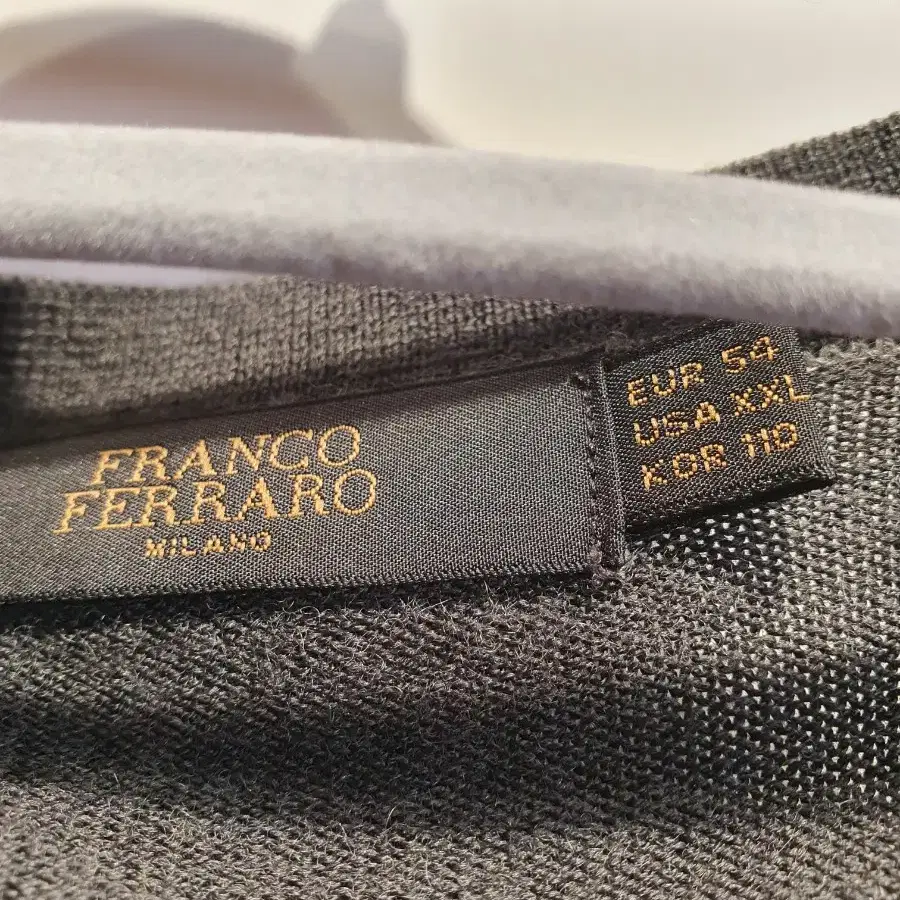 FRANCO
FERRARO
MILANO
EUR 54
USA XXL
KOR 110